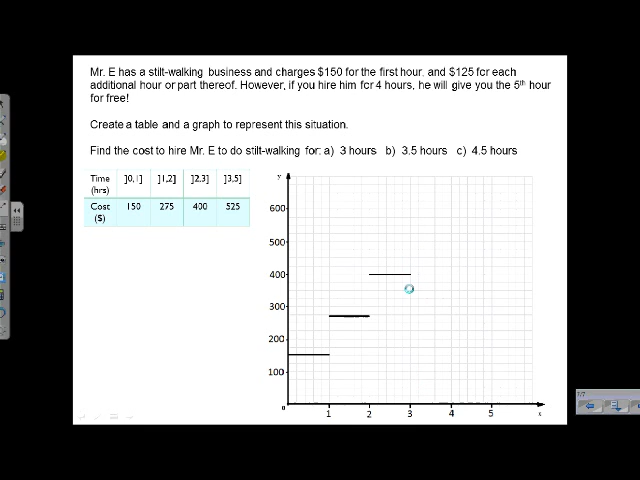 Mr. E has a stilt-walking business and charges $150 for the first hour, and $125 for each
additional hour or part thereof. However, if you hire him for 4 hours, he will give you the 5th hour
for free!
Create a table and a graph to represent this situation.
Find the cost to hire Mr. E to do stilt-walking for: a) 3 hours b) 3.5 hours c) 4.5 hours
Time (hrs) ]0,1] ]1,2] ]2,3] ]3,5]
Cost ($) 150 275 400 525
y
600
500
400
300
200
100
0
1 2 3 4 5 x
7/7